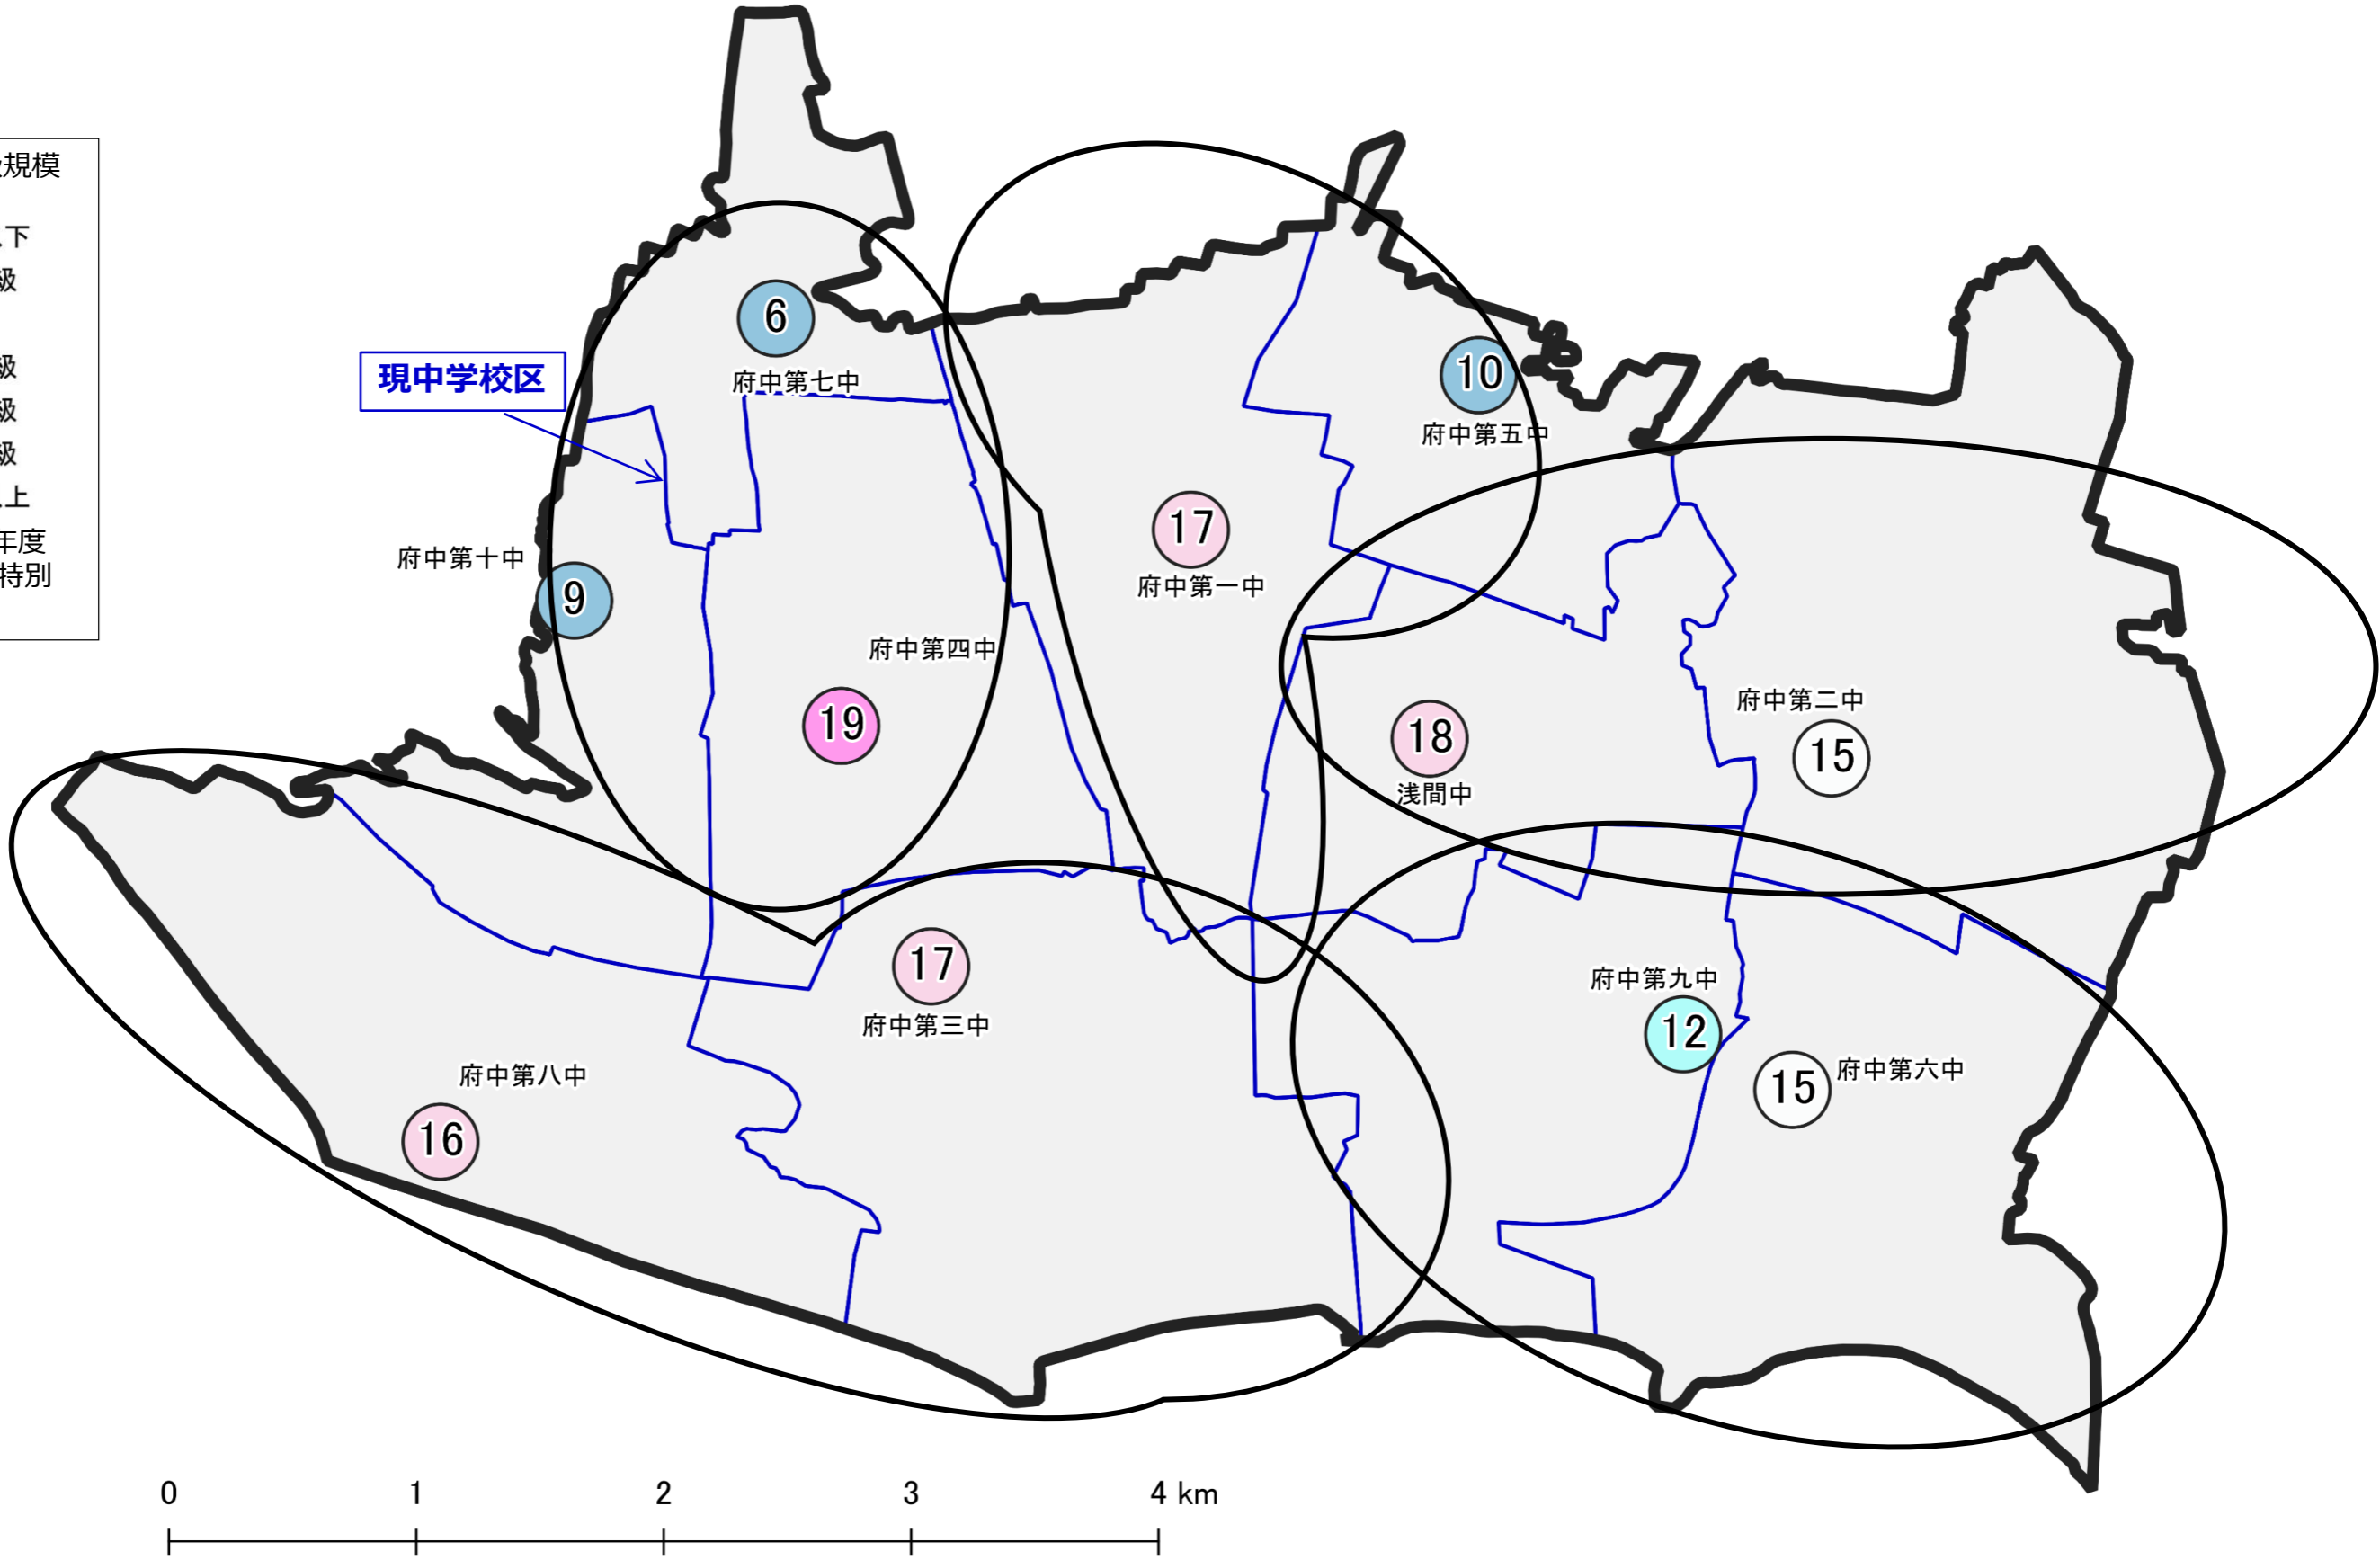 規模
下
級
級
級
級
上
年度
特別
現中学校区
6
府中第七中
10
府中第五中
17
府中第一中
府中第十中
9
府中第四中
19
18
浅間中
府中第二中
15
17
府中第三中
府中第九中
12
15
府中第六中
府中第八中
16
0 1 2 3 4 km